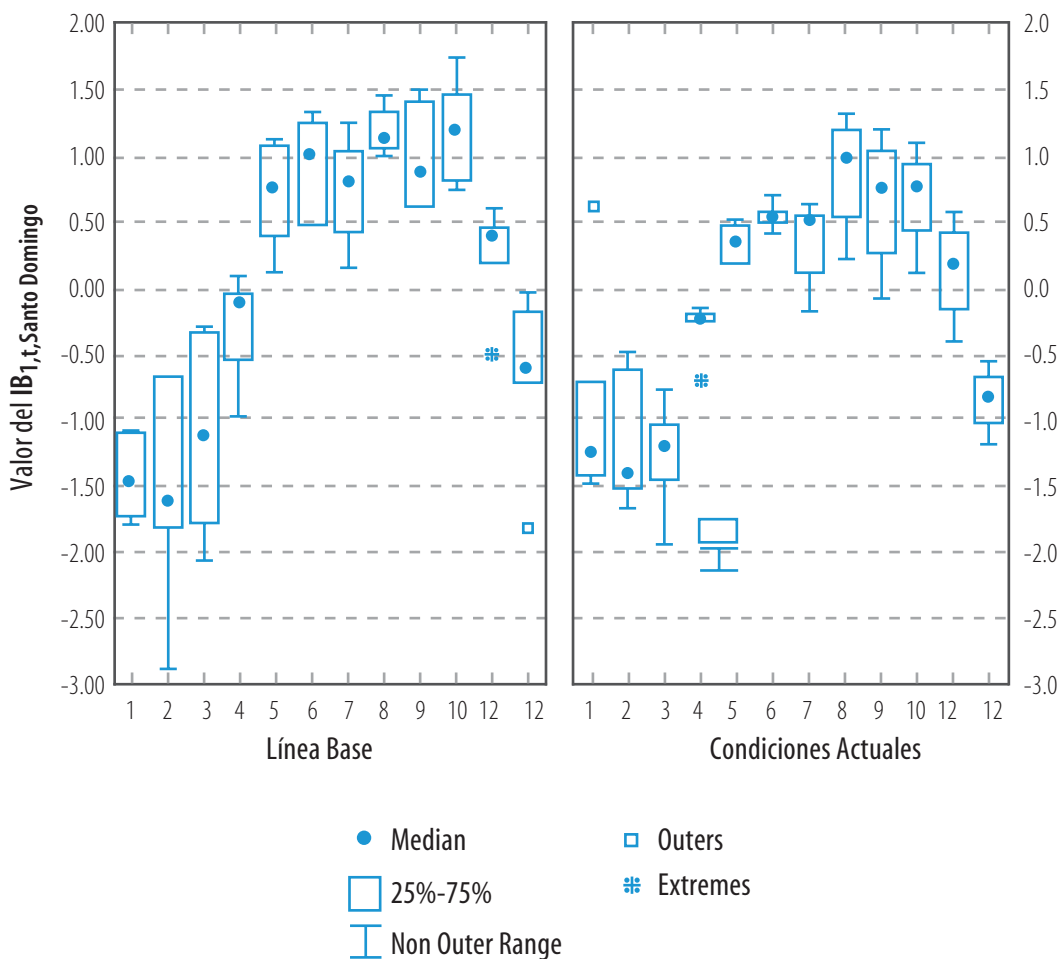 2.00
1.50
1.00
0.50
0.00
-0.50
-1.00
-1.50
-2.00
-2.50
-3.00
Valor del IB1,t,Santo Domingo
1 2 3 4 5 6 7 8 9 10 12 12
Línea Base
2.0
1.5
1.0
0.5
0.0
-0.5
-1.0
-1.5
-2.0
-2.5
-3.0
1 2 3 4 5 6 7 8 9 10 12 12
Condiciones Actuales
Median
25%-75%
Non Outer Range
Outers
Extremes